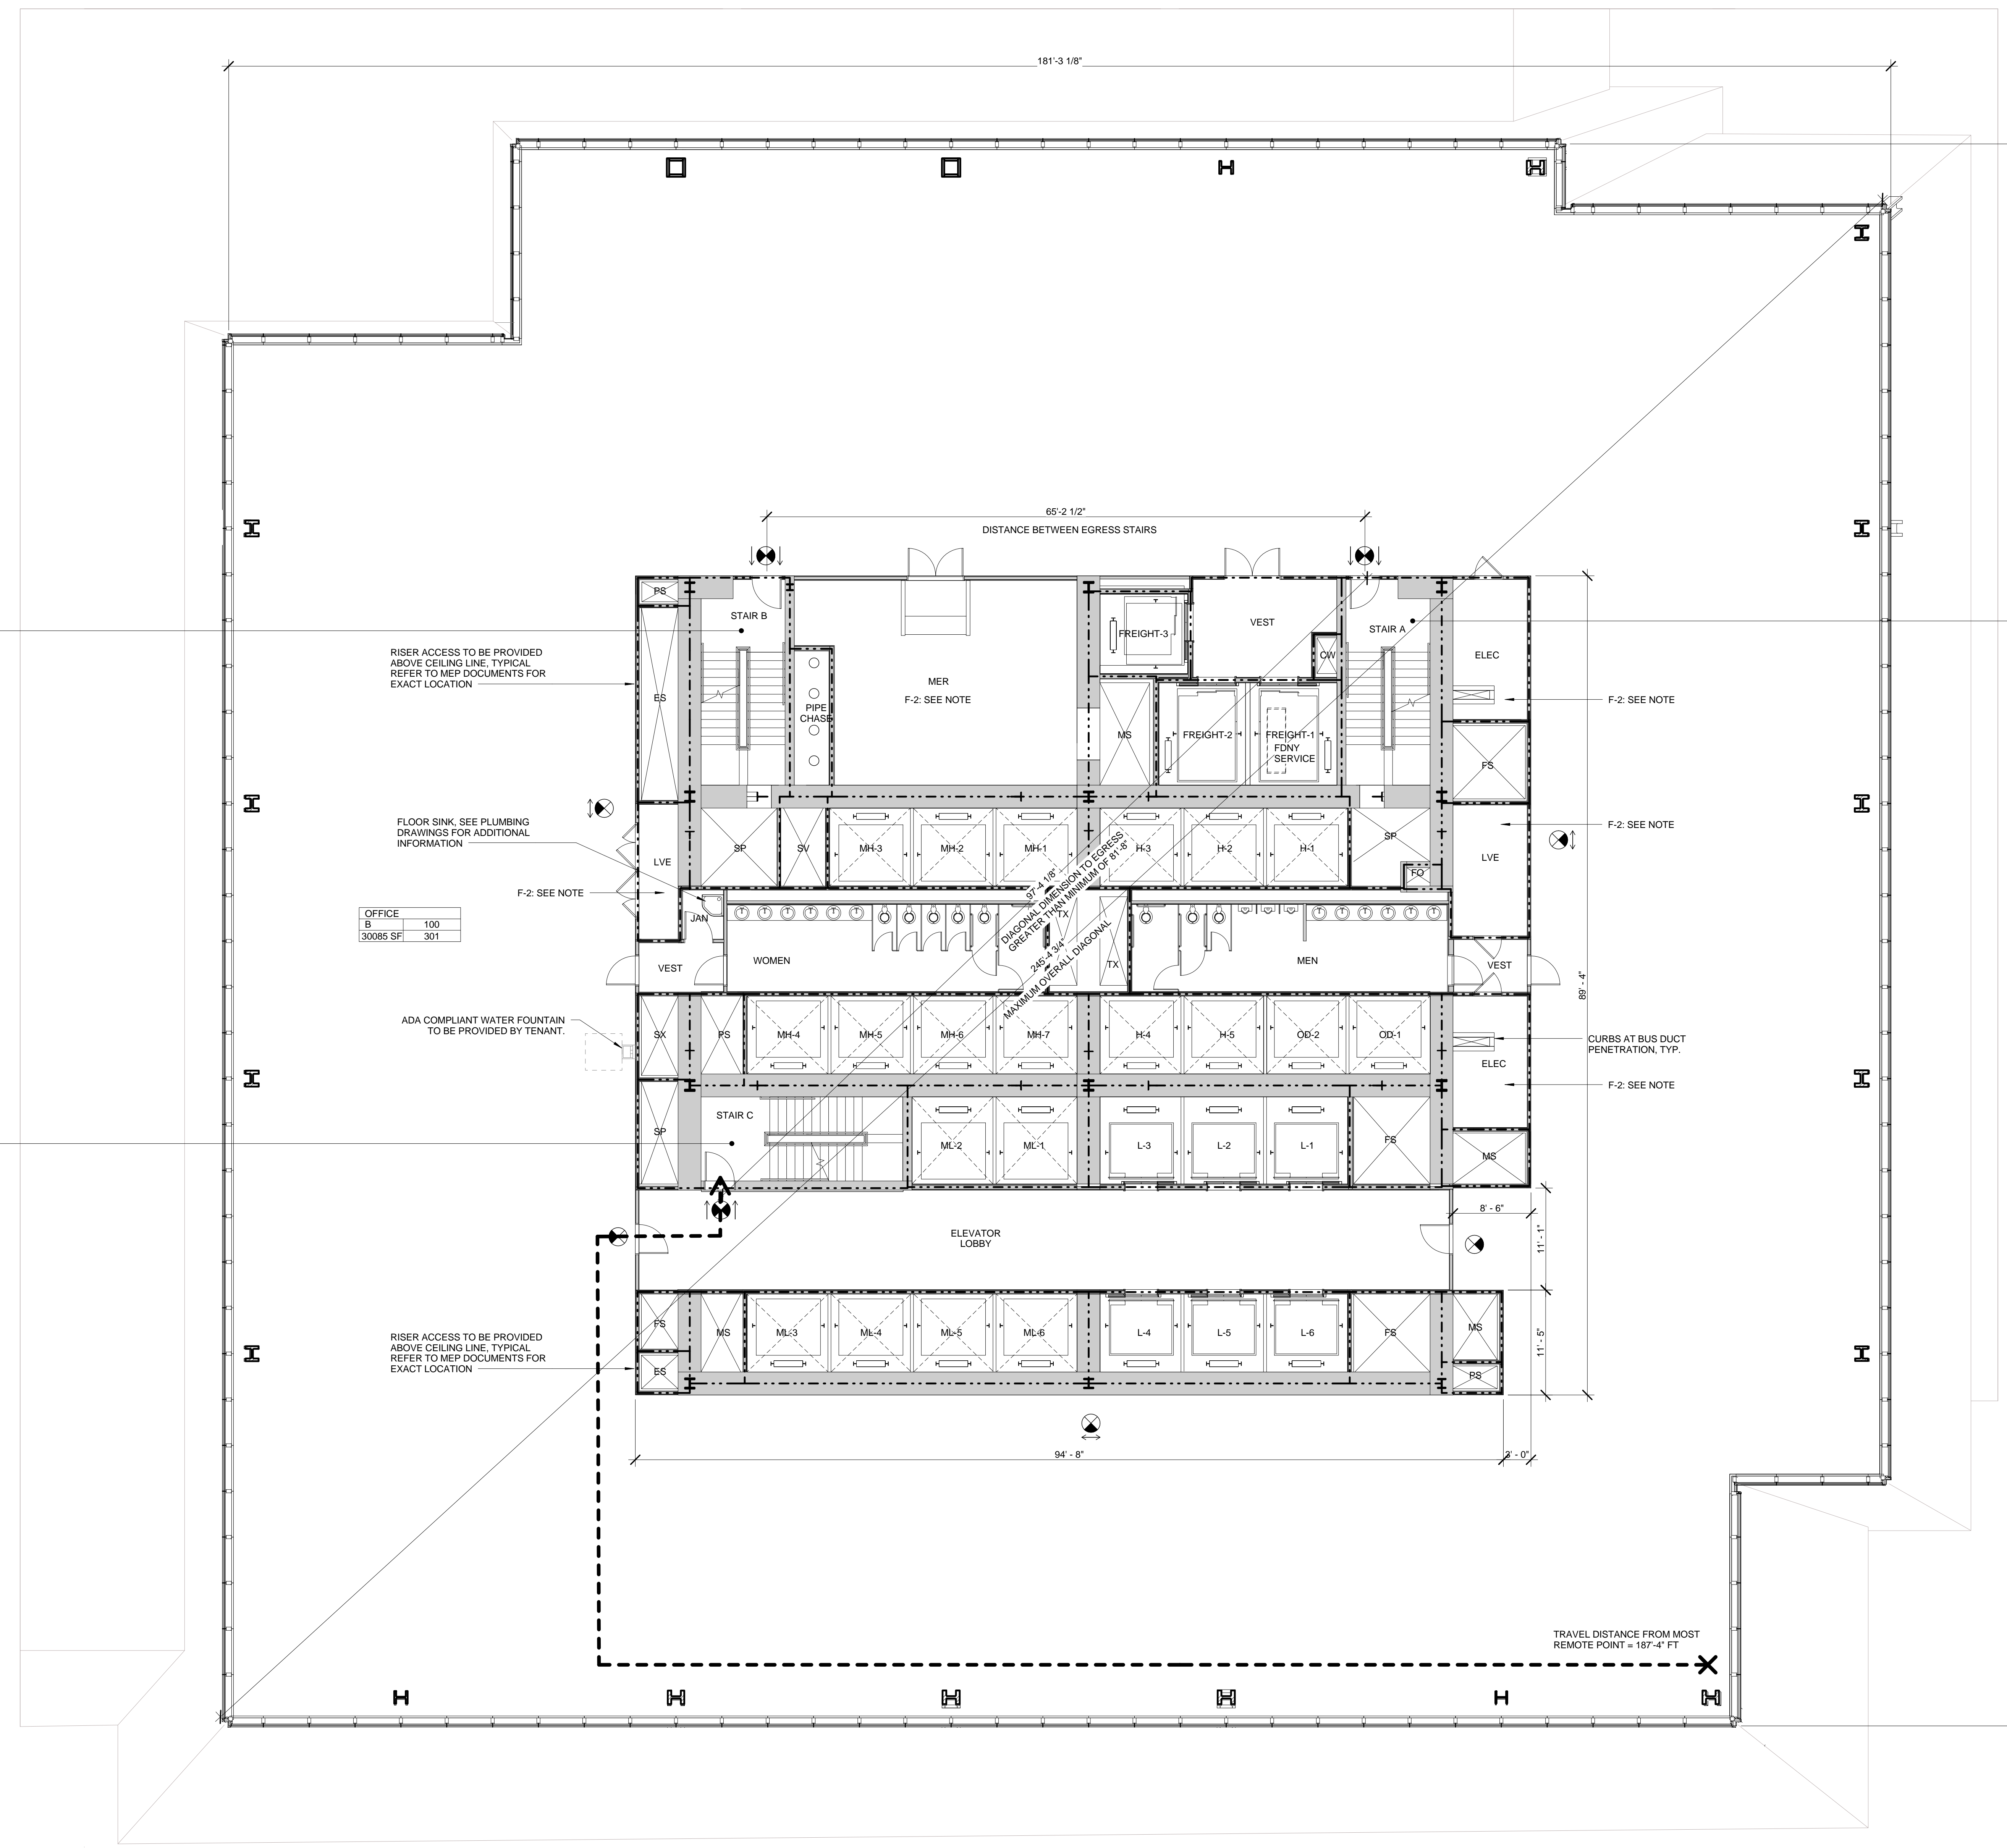 181'-3 1/8"
65'-2 1/2"
DISTANCE BETWEEN EGRESS STAIRS
PS
STAIR B
FREIGHT-3
VEST
STAIR A
ELEC
CW
RISER ACCESS TO BE PROVIDED
ABOVE CEILING LINE, TYPICAL
REFER TO MEP DOCUMENTS FOR
EXACT LOCATION
ES
MER
F-2: SEE NOTE
PIPE
CHASE
MS
FREIGHT-2
FREIGHT-1
FDNY
SERVICE
F-2: SEE NOTE
FS
FLOOR SINK, SEE PLUMBING
DRAWINGS FOR ADDITIONAL
INFORMATION
F-2: SEE NOTE
LVE
SP
SV
MH-3
MH-2
MH-1
H-3
H-2
H-1
SP
FO
LVE
F-2: SEE NOTE
OFFICE
B 100
30085 SF 301
JAN
97'-4 1/8"
DIAGONAL DIMENSION TO EGRESS
GREATER THAN MINIMUM OF 81'-8"
245'-4 3/4"
MAXIMUM OVERALL DIAGONAL
TX
TX
VEST
WOMEN
MEN
VEST
89' - 4"
ADA COMPLIANT WATER FOUNTAIN
TO BE PROVIDED BY TENANT.
SX
PS
MH-4
MH-5
MH-6
MH-7
H-4
H-5
OD-2
OD-1
ELEC
CURBS AT BUS DUCT
PENETRATION, TYP.
F-2: SEE NOTE
STAIR C
SP
ML-2
ML-1
L-3
L-2
L-1
FS
MS
8' - 6"
11' - 1"
ELEVATOR
LOBBY
RISER ACCESS TO BE PROVIDED
ABOVE CEILING LINE, TYPICAL
REFER TO MEP DOCUMENTS FOR
EXACT LOCATION
FS
ES
MS
ML-3
ML-4
ML-5
ML-6
L-4
L-5
L-6
FS
MS
PS
11' - 5"
94' - 8"
3' - 0"
TRAVEL DISTANCE FROM MOST
REMOTE POINT = 187'-4" FT